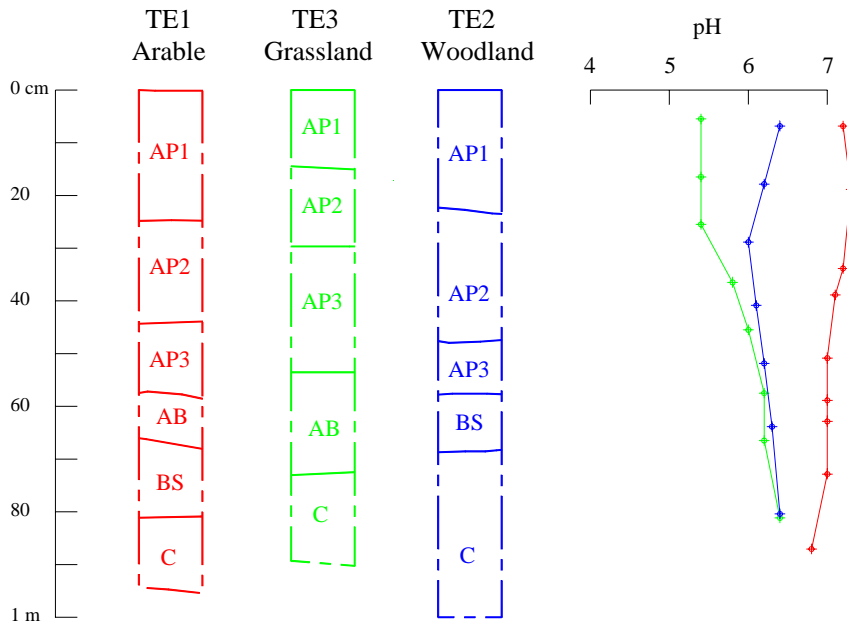 TE1 TE3 TE2
Arable Grassland Woodland
pH
4 5 6 7
0 cm
20
40
60
80
1 m
AP1
AP2
AP3
AB
BS
C
AP1
AP2
AP3
AB
C
AP1
AP2
AP3
BS
C